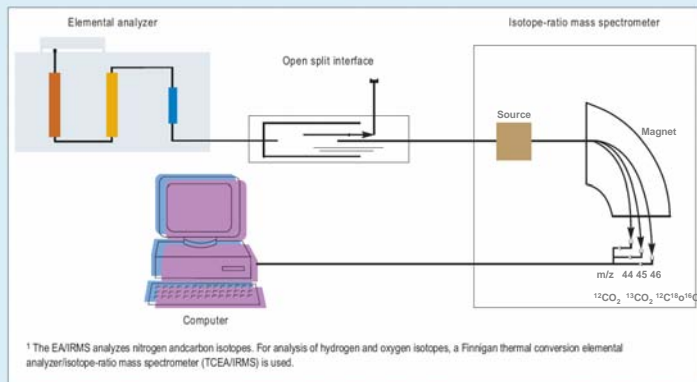 Elemental analyzer
Isotope-ratio mass spectrometer
Open split interface
Source
Magnet
m/z 44 45 46
¹²CO₂ ¹³CO₂ ¹²C¹⁸o¹⁶O
Computer
¹ The EA/IRMS analyzes nitrogen andcarbon isotopes. For analysis of hydrogen and oxygen isotopes, a Finnigan thermal conversion elemental
analyzer/isotope-ratio mass spectrometer (TCEA/IRMS) is used.